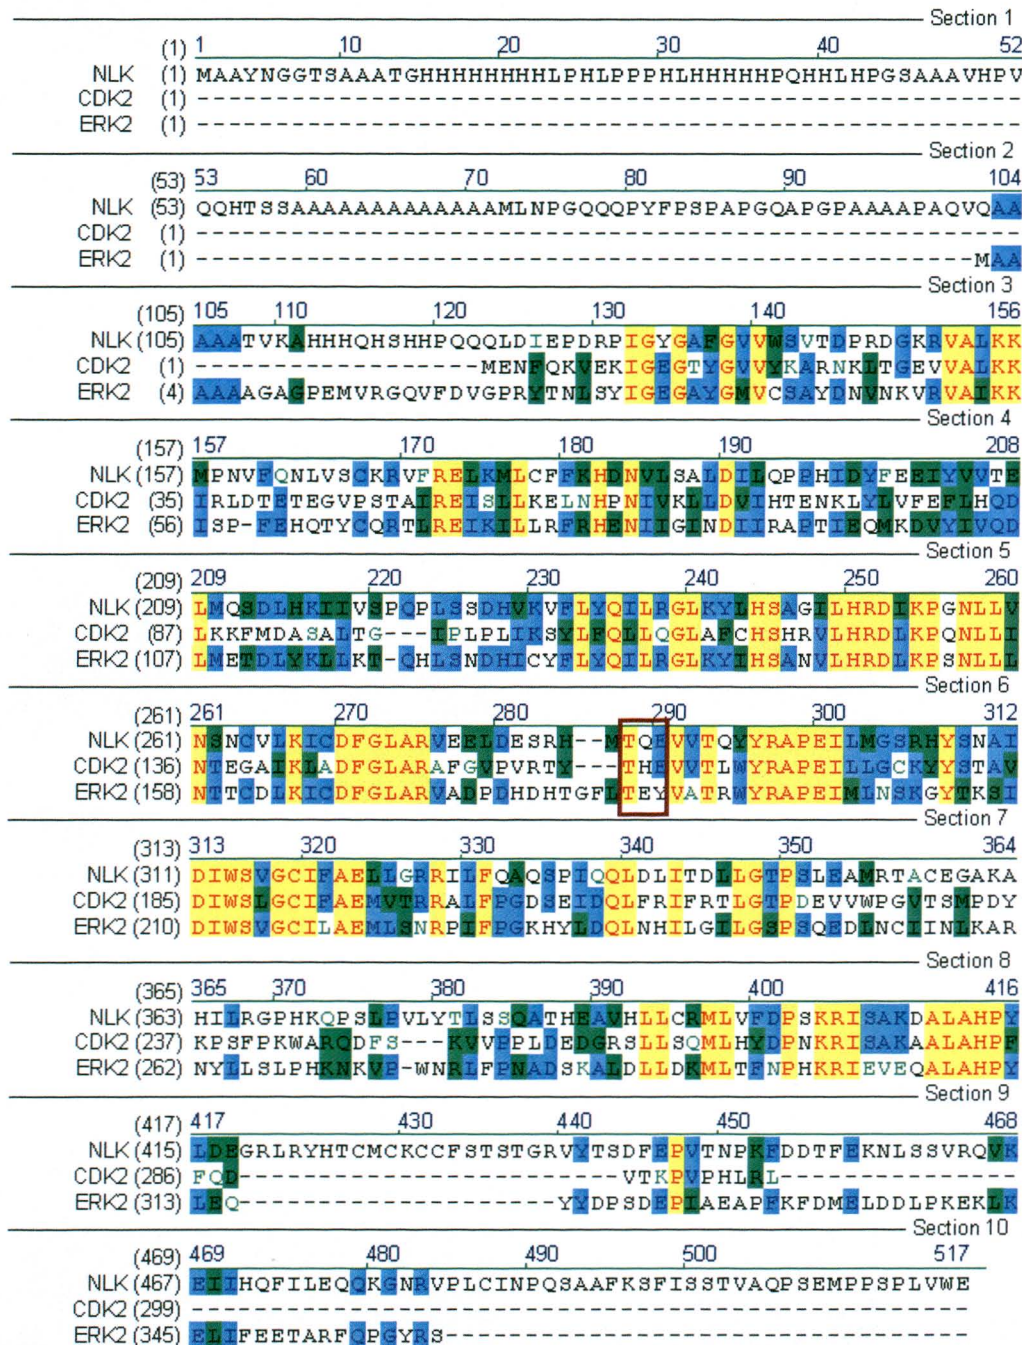 Section 1
(1) 1 10 20 30 40 52
NLK (1) MAAYNGGTSAAATGHHHHHHHHHLPHLPPPHLHHHHHPQHHLHPGSAAAVHPV
CDK2 (1) ----------------------------------------------------
ERK2 (1) ----------------------------------------------------
Section 2
(53) 53 60 70 80 90 104
NLK (53) QQHTSSAAAAAAAAAAAAAMLNPGQQQPYFPSPAPGQAPGPAAAAPAQVQAA
CDK2 (1) ----------------------------------------------------
ERK2 (1) -------------------------------------------------MAA
Section 3
(105) 105 110 120 130 140 156
NLK (105) AAATVKAHHHQHSHHPQQQLDIEPDRPIGYGAFGVVWSVTDPRDGKRVALKK
CDK2 (1) ------------------MENFQKVEKIGEGTYGVVYKARNKLTGEVVALKK
ERK2 (4) AAAAGAGPEMVRGQVFDVGPRYTNLSYIGEGAYGMVCSAYDNVNKVRVAIKK
Section 4
(157) 157 170 180 190 208
NLK (157) MPNVFQNLVSCKRVFRELKMLCFFKHDNVLSALDILQPPHIDYFEEIYVVTE
CDK2 (35) IRLDTETEGVPSTAIREISLLKELNHPNIVKLLDVIHTENKLYLVFEFLHQD
ERK2 (56) ISP-FEHQTYCQRTLREIKILLRFRHENIIGINDIIRAPTIEQMKDVYIVQD
Section 5
(209) 209 220 230 240 250 260
NLK (209) LMQSDLHKIIVSPQPLSSDHVKVFLYQILRGLKYLHSAGILHRDIKPGNLLV
CDK2 (87) LKKFMDASALTG---IPLPLIKSYLFQLLQGLAFCHSHRVLHRDLKPQNLLI
ERK2 (107) LMETDLYKLLKT-QHLSNDHICYFLYQILRGLKYIHSANVLHRDLKPSNLLL
Section 6
(261) 261 270 280 290 300 312
NLK (261) NSNCVLKICDFGLARVEELDESRH--MTQEVVTQYYRAPEILMGSRHYSNAI
CDK2 (136) NTEGAIKLADFGLARAFGVPVRTY---THEVVTLWYRAPEILLGCKYYSTAV
ERK2 (158) NTTCDLKICDFGLARVADPDHDHTGFLTEYVATRWYRAPEIMLNSKGYTKSI
Section 7
(313) 313 320 330 340 350 364
NLK (311) DIWSVGCIFAELLGRRILFQAQSPIQQLDLITDLLGTPSLEAMRTACEGAKA
CDK2 (185) DIWSLGCIFAEMVTRRALFPGDSEIDQLFRIFRTLGTPDEVVWPGVTSMPDY
ERK2 (210) DIWSVGCILAEMLSNRPIFPGKHYLDQLNHILGILGSPSQEDLNCIINLKAR
Section 8
(365) 365 370 380 390 400 416
NLK (363) HILRGPHKQPSLPVLYTLSSQATHEAVHLLCRMLVFDPSKRISAKDALAHPY
CDK2 (237) KPSFPKWARQDFS---KVVPPLDEDGRSLLSQMLHYDPNKRISAKAALAHPF
ERK2 (262) NYLLSLPHKNKVP-WNRLFPNADSKALDLLDKMLTFNPHKRIEVEQALAHPY
Section 9
(417) 417 430 440 450 468
NLK (415) LDEGRLRYHTCMCKCCFSTSTGRVYTSDFEPVTNPKFDDTFEKNLSSVRQVK
CDK2 (286) FQD------------------------VTKPVPHLRL---------------
ERK2 (313) LEQ--------------------YYDPSDEPIAEAPFKFDMELDDLPKEKLK
Section 10
(469) 469 480 490 500 517
NLK (467) EIIHQFILEQQKGNRVPLCINPQSAAFKSFISSTVAQPSEMPPSPLVWE
CDK2 (299) -------------------------------------------------
ERK2 (345) ELIFEETARFQPGYRS---------------------------------